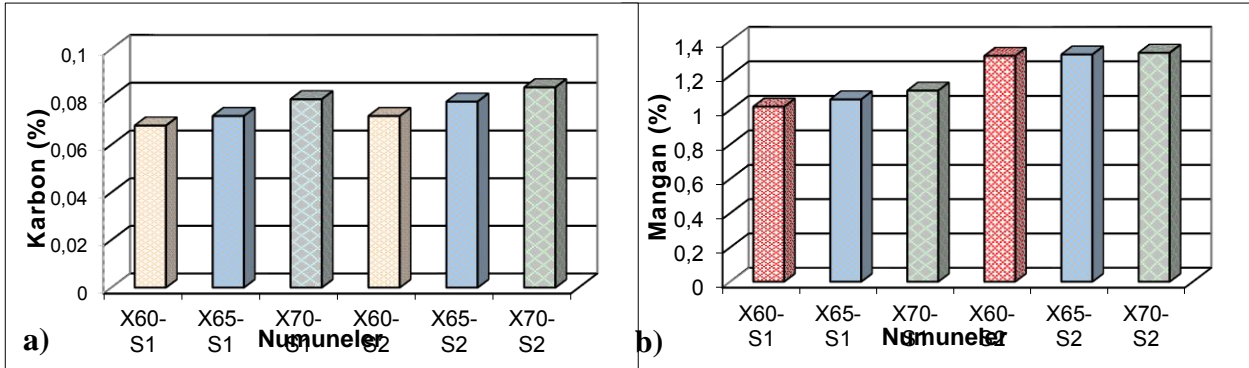 0,1
0,08
0,06
0,04
0,02
0
Karbon (%)
X60-S1
X65-S1
X70-S1
X60-S2
X65-S2
X70-S2
Numuneler
a)
1,4
1,2
1
0,8
0,6
0,4
0,2
0
Mangan (%)
X60-S1
X65-S1
X70-S1
X60-S2
X65-S2
X70-S2
Numuneler
b)